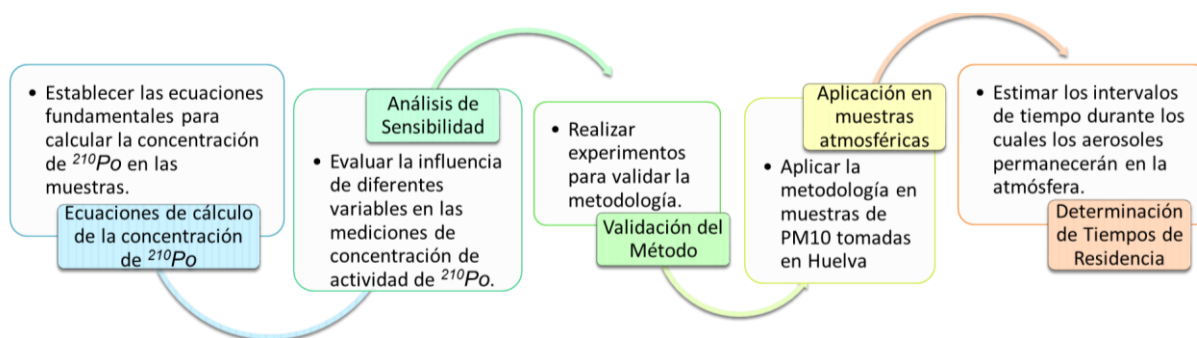 • Establecer las ecuaciones
fundamentales para
calcular la concentración
de ²¹⁰Po en las
muestras.
Ecuaciones de cálculo
de la concentración
de ²¹⁰Po
Análisis de
Sensibilidad
• Evaluar la influencia
de diferentes
variables en las
mediciones de
concentración de
actividad de ²¹⁰Po.
• Realizar
experimentos
para validar la
metodología.
Validación del
Método
Aplicación en
muestras
atmosféricas
• Aplicar la
metodología en
muestras de
PM10 tomadas
en Huelva
• Estimar los intervalos
de tiempo durante los
cuales los aerosoles
permanecerán en la
atmósfera.
Determinación
de Tiempos de
Residencia